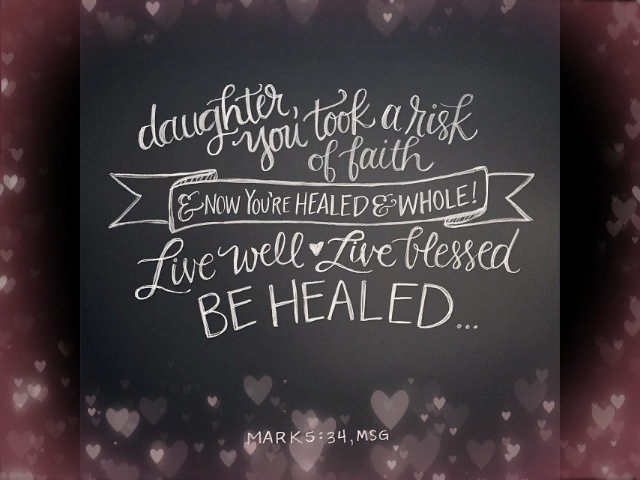 daughter, you took a risk
of faith
& NOW YOU'RE HEALED & WHOLE!
Live well ♥ Live blessed
BE HEALED...
MARK 5:34, MSG